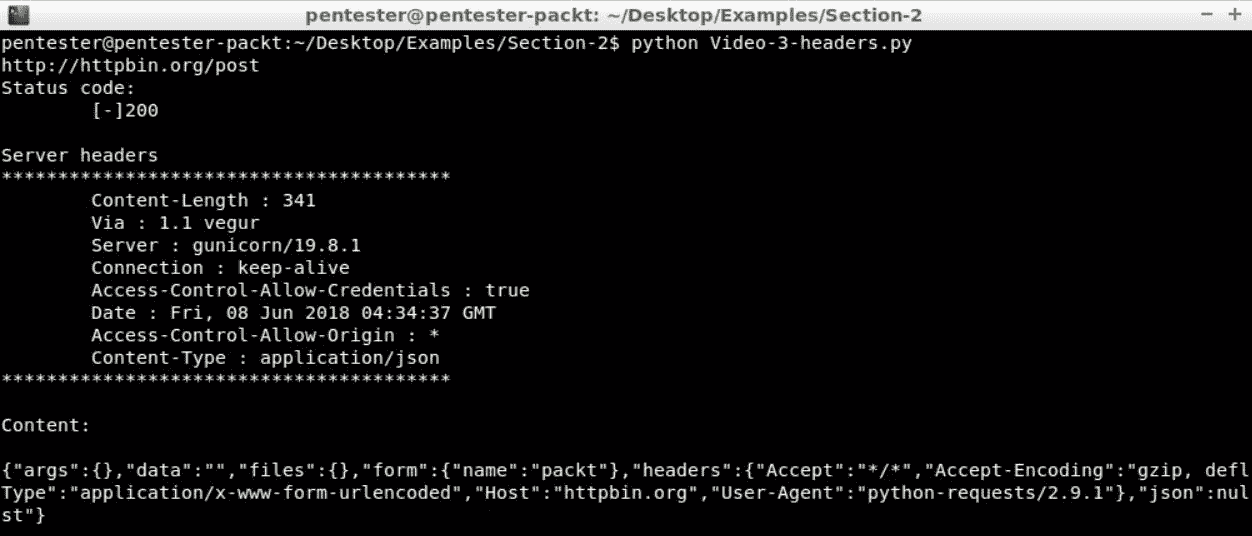 pentester@pentester-packt: ~/Desktop/Examples/Section-2
pentester@pentester-packt:~/Desktop/Examples/Section-2$ python Video-3-headers.py
http://httpbin.org/post
Status code:
[-]200
Server headers
****************************************
Content-Length : 341
Via : 1.1 vegur
Server : gunicorn/19.8.1
Connection : keep-alive
Access-Control-Allow-Credentials : true
Date : Fri, 08 Jun 2018 04:34:37 GMT
Access-Control-Allow-Origin : *
Content-Type : application/json
****************************************
Content:
{"args":{},"data":"","files":{},"form":{"name":"packt"},"headers":{"Accept":"*/*","Accept-Encoding":"gzip, defl
Type":"application/x-www-form-urlencoded","Host":"httpbin.org","User-Agent":"python-requests/2.9.1"},"json":nul
st"}